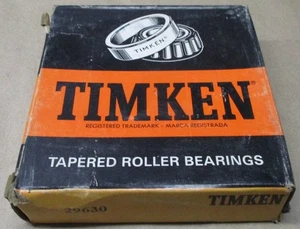 TIMKEN
TIMKEN®
REGISTERED TRADEMARK - MARCA REGISTRADA
TAPERED ROLLER BEARINGS
29630 TIMKEN